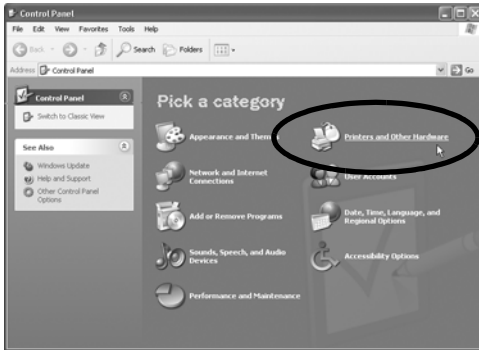 Control Panel
File Edit View Favorites Tools Help
Back Search Folders
Address Control Panel Go
Control Panel
Switch to Classic View
See Also
Windows Update
Help and Support
Other Control Panel
Options
Pick a category
Appearance and Themes
Printers and Other Hardware
Network and Internet
Connections
User Accounts
Add or Remove Programs
Date, Time, Language, and
Regional Options
Sounds, Speech, and Audio
Devices
Accessibility Options
Performance and Maintenance